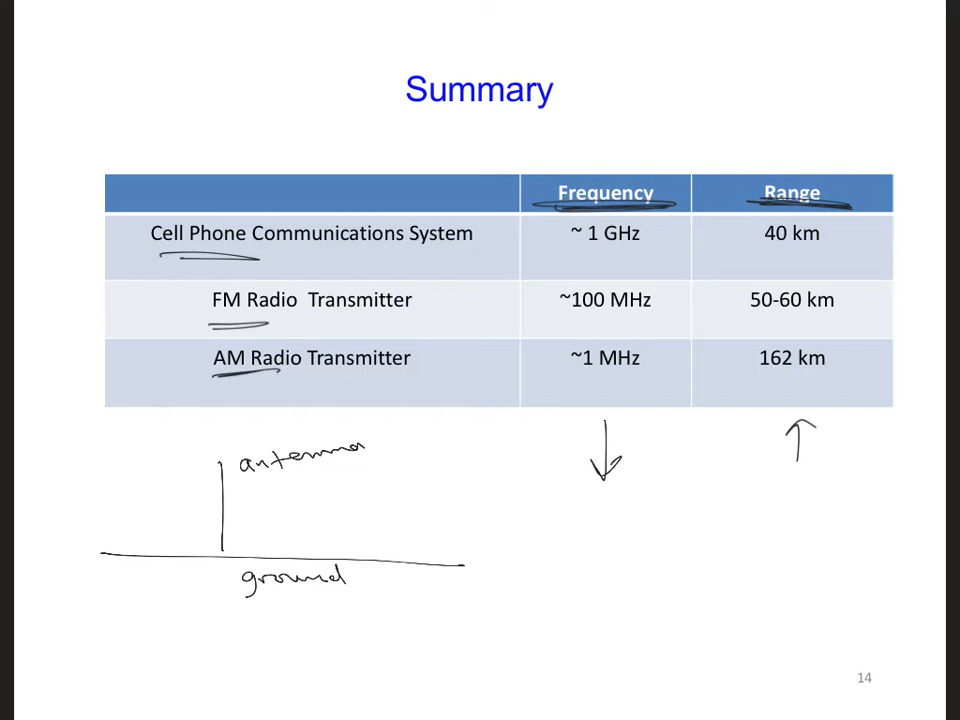 Summary
Frequency Range
Cell Phone Communications System ~ 1 GHz 40 km
FM Radio Transmitter ~100 MHz 50-60 km
AM Radio Transmitter ~1 MHz 162 km
antenna
ground
14